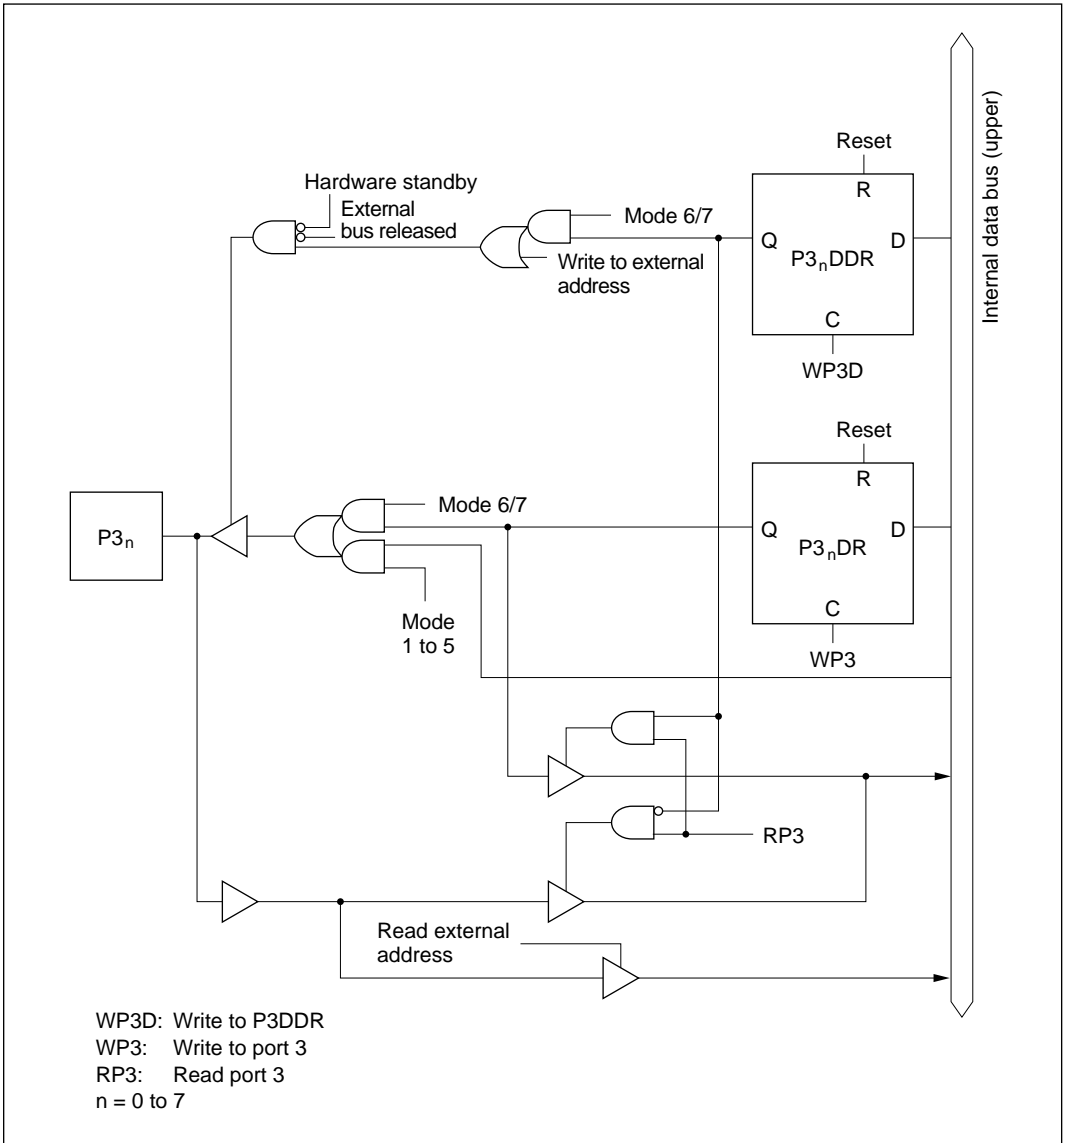 Reset
R
Hardware standby
External
bus released
Mode 6/7
Write to external
address
Q
P3nDDR
D
C
WP3D
Internal data bus (upper)
Reset
R
Mode 6/7
P3n
Q
P3nDR
D
C
Mode
1 to 5
WP3
RP3
Read external
address
WP3D: Write to P3DDR
WP3: Write to port 3
RP3: Read port 3
n = 0 to 7